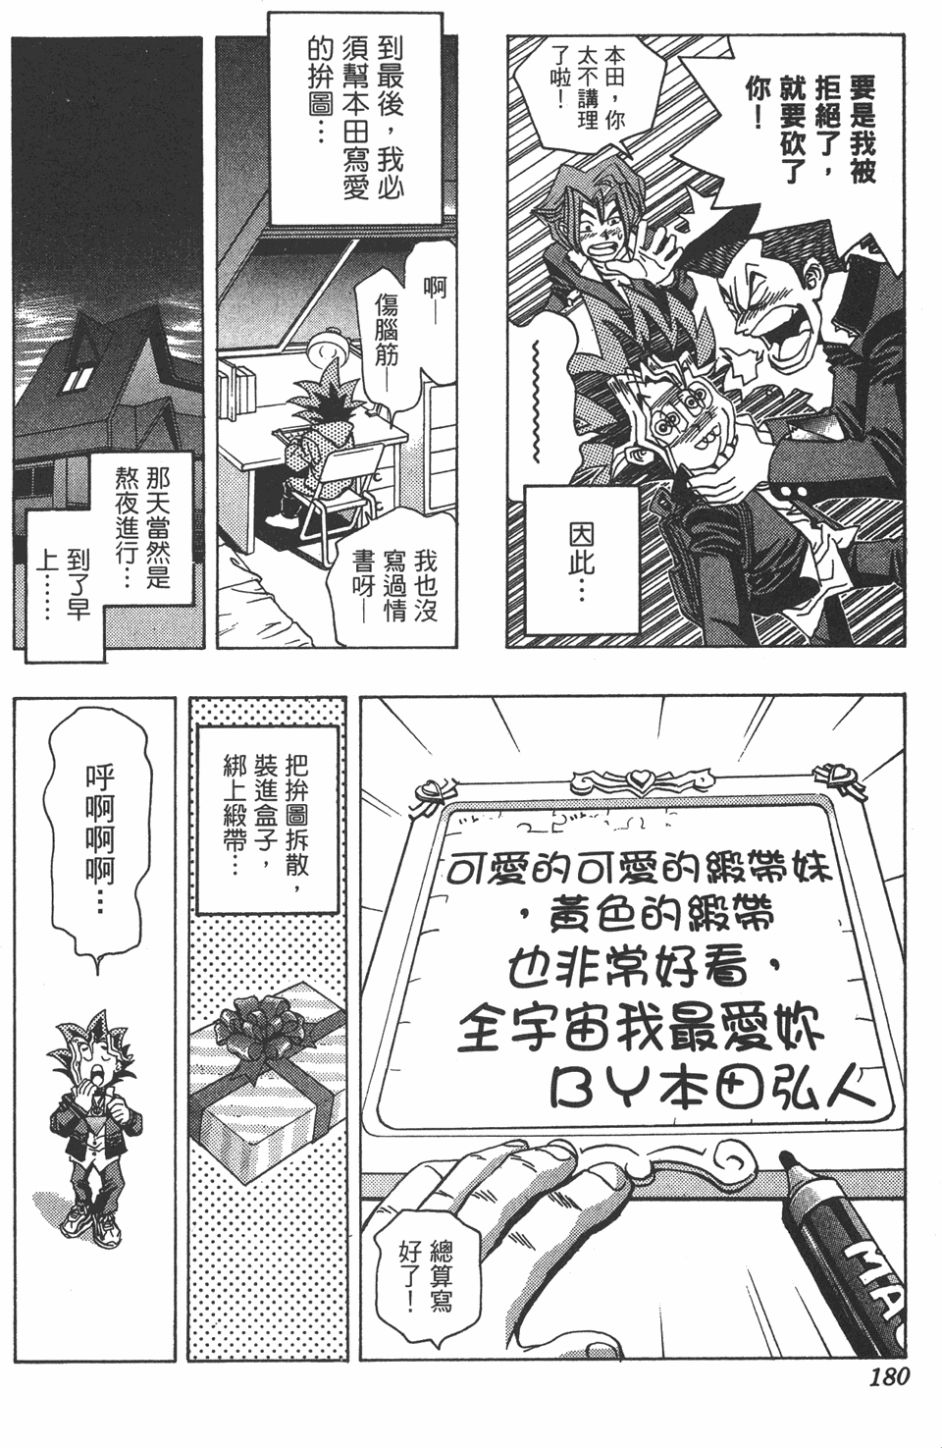 要是我被
拒絕了，
就要砍了
你！
本田，你
太不講理
了啦！
因此…
到最後，我必
須幫本田寫愛
的拚圖…
啊—
傷腦筋—
我也沒
寫過情
書呀—
那天當然是
熬夜進行…
到了早
上……
可愛的可愛的緞帶妹
，黃色的緞帶
也非常好看，
全宇宙我最愛妳
BY本田弘人
總算寫
好了！
MA
把拚圖拆散，
裝進盒子，
綁上緞帶…
呼啊啊啊…
180